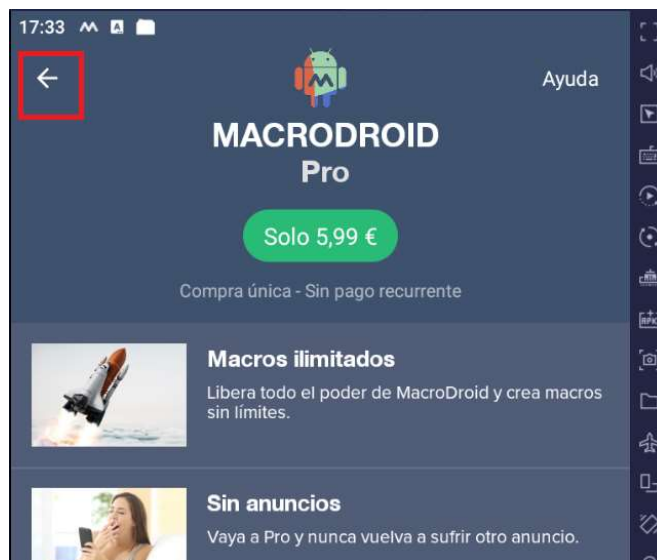 17:33
Ayuda
MACRODROID
Pro
Solo 5,99 €
Compra única - Sin pago recurrente
Macros ilimitados
Libera todo el poder de MacroDroid y crea macros
sin límites.
Sin anuncios
Vaya a Pro y nunca vuelva a sufrir otro anuncio.